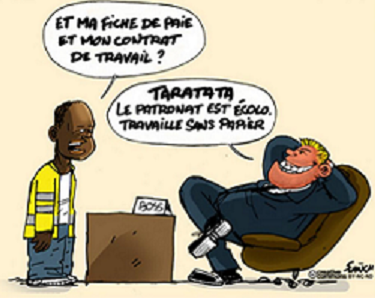 ET MA FICHE DE PAIE
ET MON CONTRAT
DE TRAVAIL ?
TARATATA
LE PATRONAT EST ÉCOLO.
TRAVAILLE SANS PAPIER
BOSS